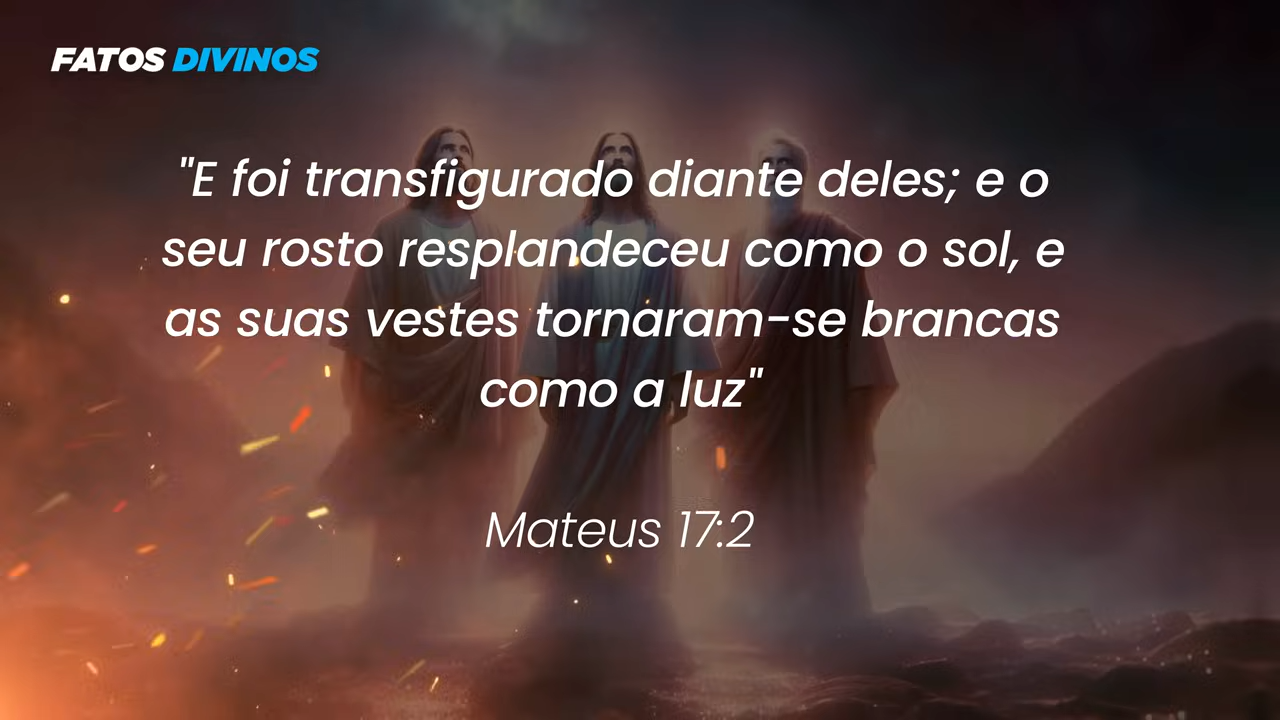 FATOS DIVINOS
"E foi transfigurado diante deles; e o
seu rosto resplandeceu como o sol, e
as suas vestes tornaram-se brancas
como a luz"
Mateus 17:2